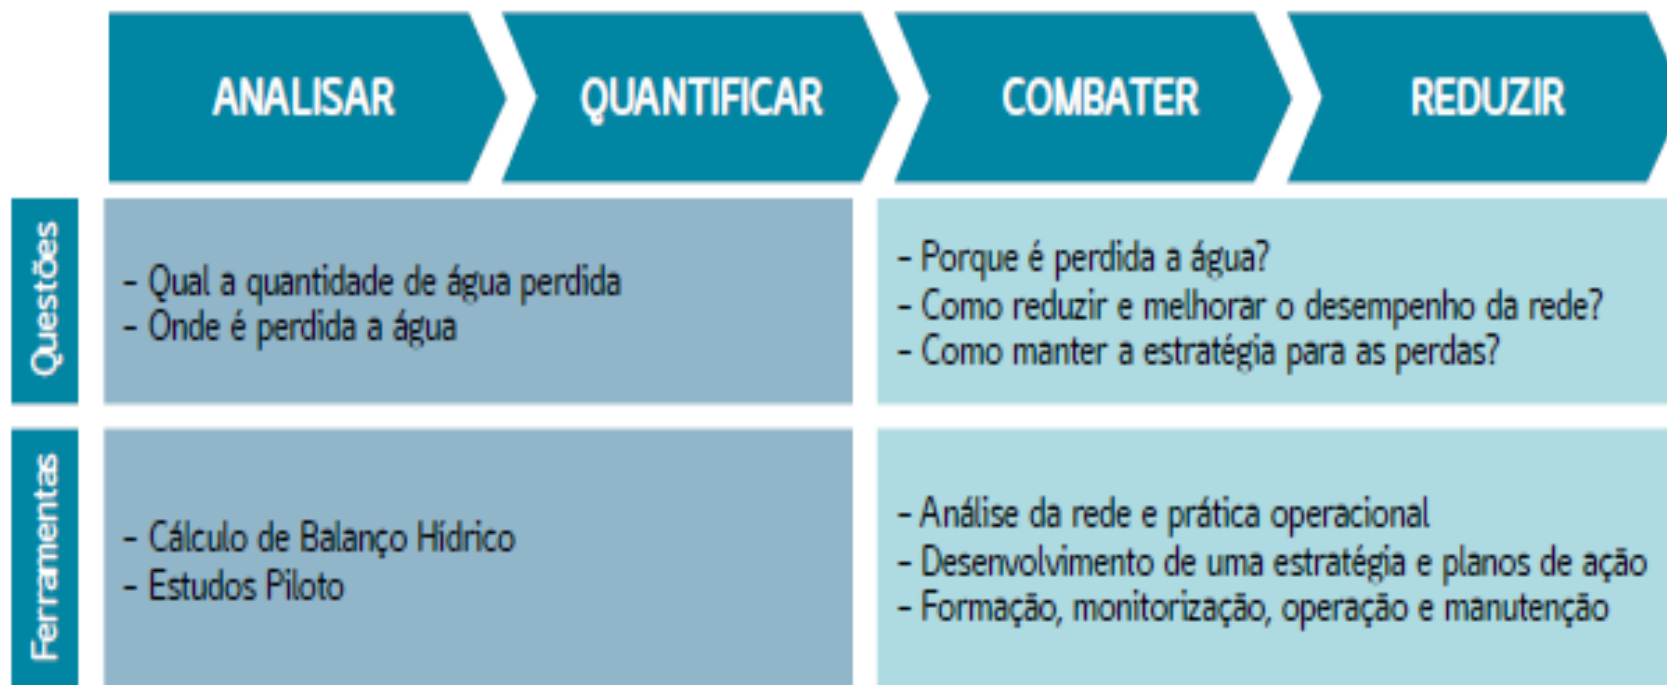 ANALISAR
QUANTIFICAR
COMBATER
REDUZIR
Questões
– Qual a quantidade de água perdida
– Onde é perdida a água
– Porque é perdida a água?
– Como reduzir e melhorar o desempenho da rede?
– Como manter a estratégia para as perdas?
Ferramentas
– Cálculo de Balanço Hídrico
– Estudos Piloto
– Análise da rede e prática operacional
– Desenvolvimento de uma estratégia e planos de ação
– Formação, monitorização, operação e manutenção